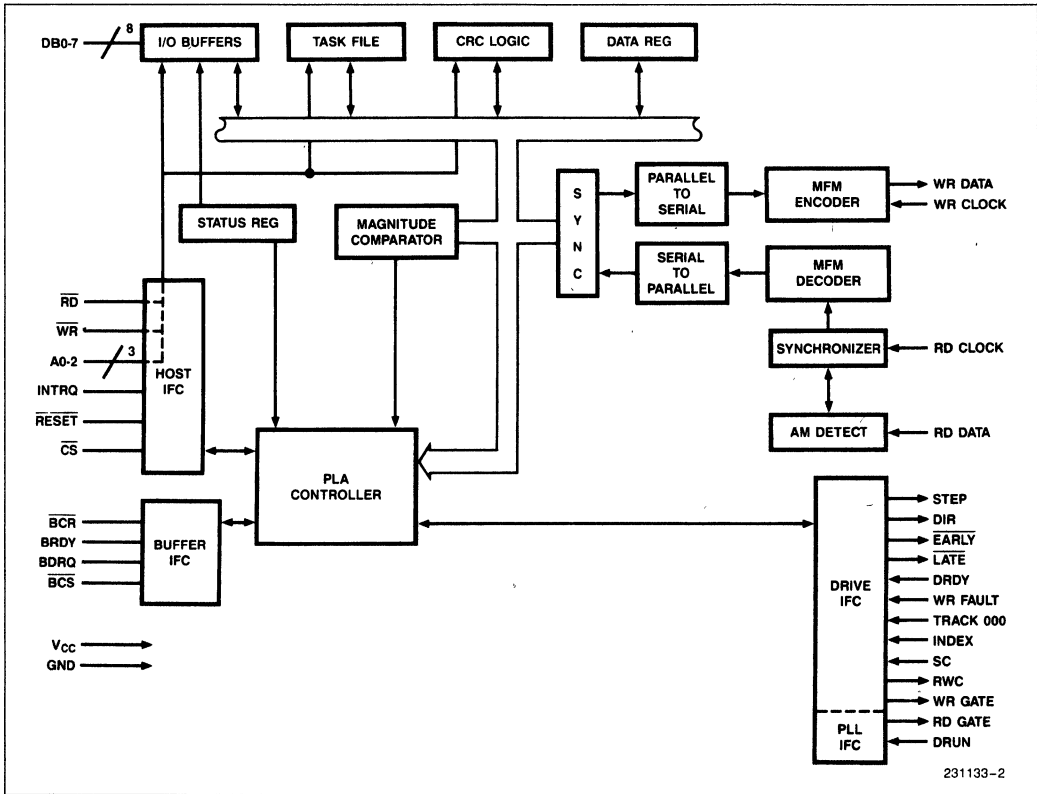 DB0-7
8
I/O BUFFERS
TASK FILE
CRC LOGIC
DATA REG
STATUS REG
MAGNITUDE
COMPARATOR
S
Y
N
C
PARALLEL
TO
SERIAL
MFM
ENCODER
WR DATA
WR CLOCK
SERIAL
TO
PARALLEL
MFM
DECODER
SYNCHRONIZER
RD CLOCK
AM DETECT
RD DATA
RD
WR
A0-2
3
INTRQ
RESET
CS
HOST
IFC
PLA
CONTROLLER
BCR
BRDY
BDRQ
BCS
BUFFER
IFC
VCC
GND
DRIVE
IFC
PLL
IFC
STEP
DIR
EARLY
LATE
DRDY
WR FAULT
TRACK 000
INDEX
SC
RWC
WR GATE
RD GATE
DRUN
231133-2